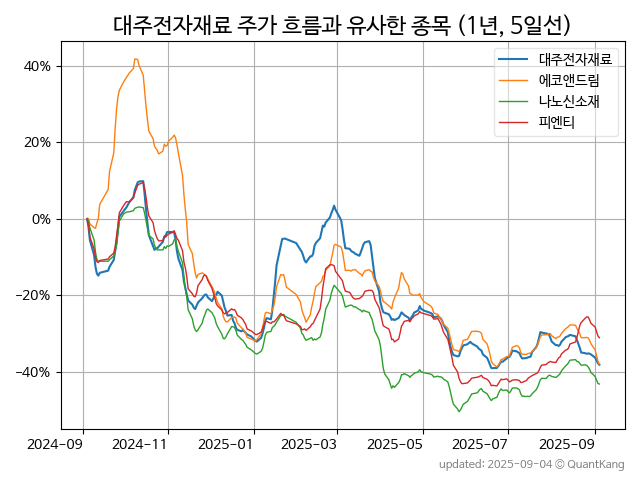 대주전자재료 주가 흐름과 유사한 종목 (1년, 5일선)
대주전자재료
에코앤드림
나노신소재
피엔티
40%
20%
0%
−20%
−40%
2024-09
2024-11
2025-01
2025-03
2025-05
2025-07
2025-09
updated: 2025-09-04 © QuantKang